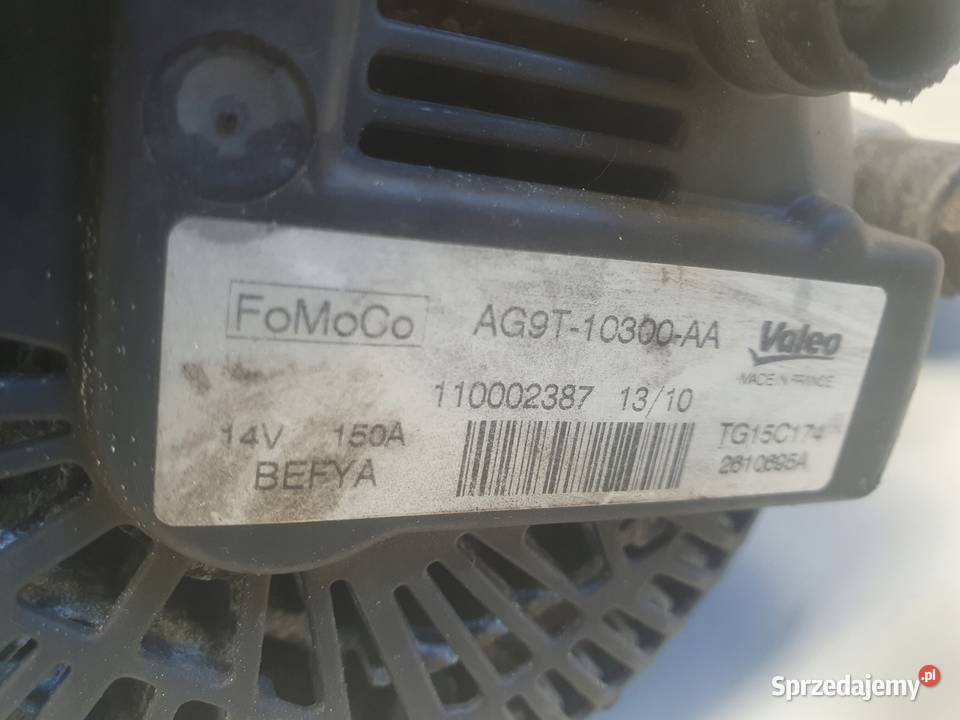 FoMoCo AG9T-10300-AA Valeo
MADE IN FRANCE
110002387 13/10
14V 150A TG15C174
BEFYA 2610695A
Sprzedajemy.pl